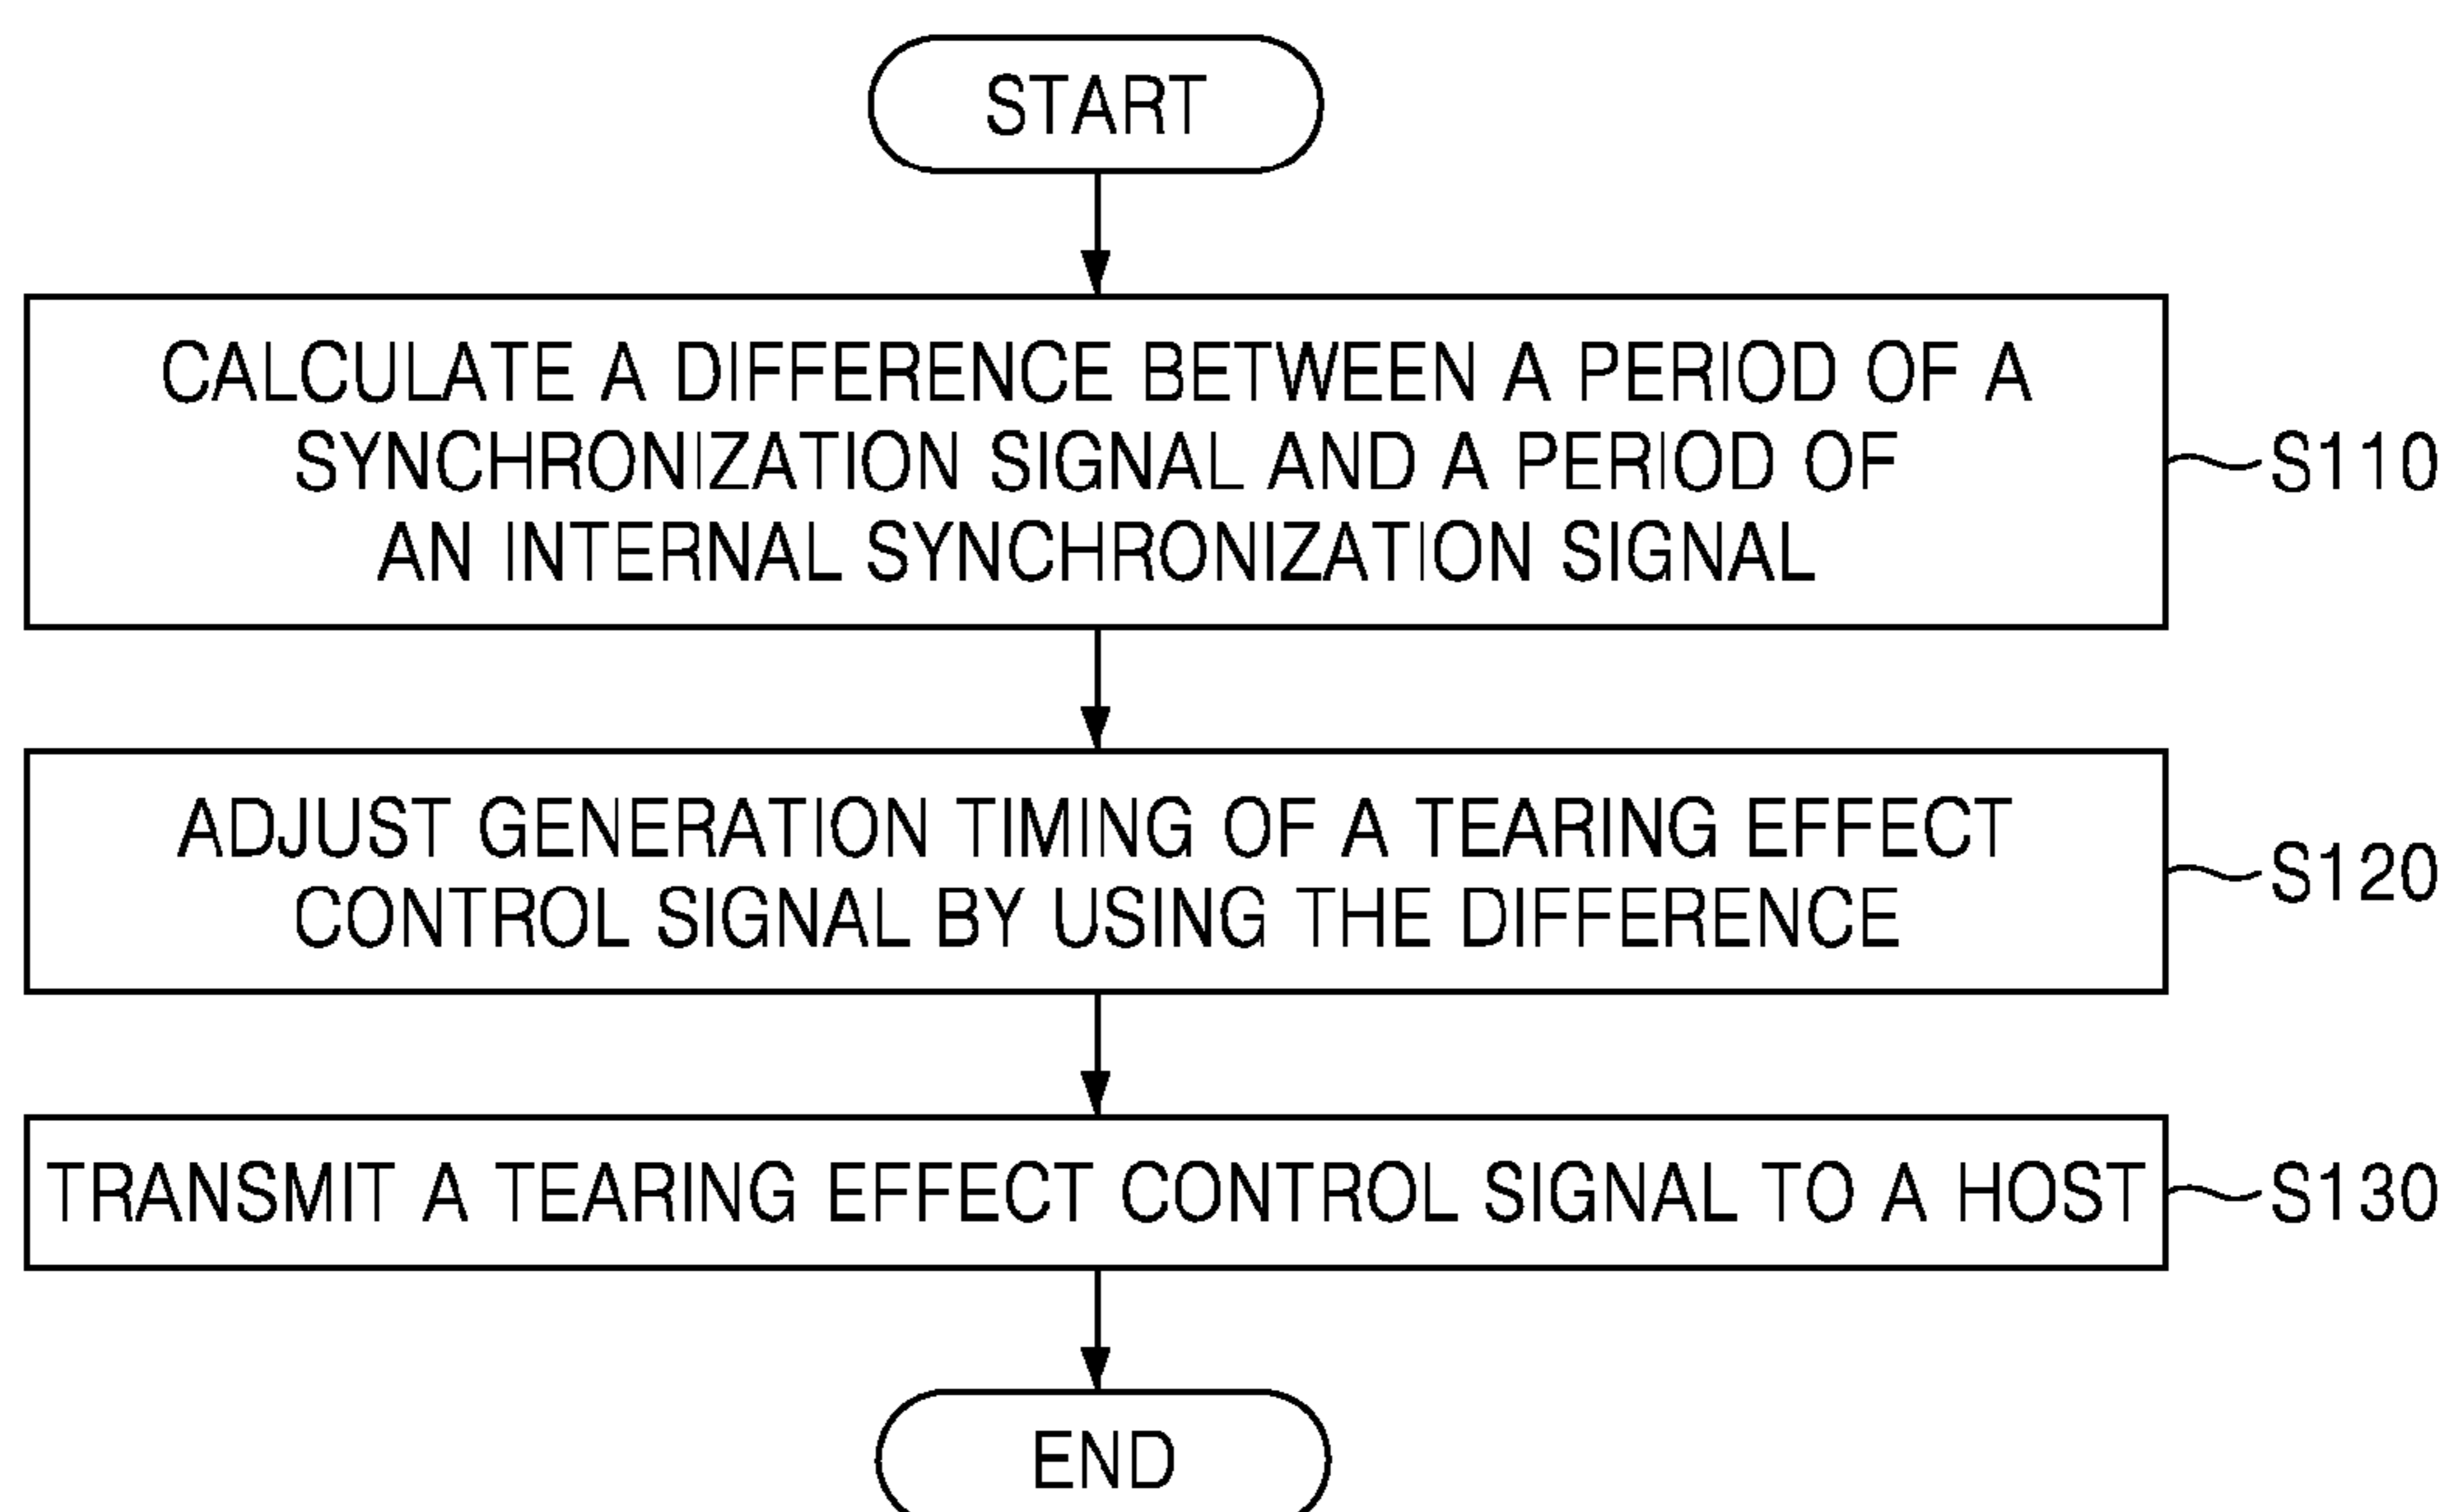 START
CALCULATE A DIFFERENCE BETWEEN A PERIOD OF A
SYNCHRONIZATION SIGNAL AND A PERIOD OF
AN INTERNAL SYNCHRONIZATION SIGNAL
S110
ADJUST GENERATION TIMING OF A TEARING EFFECT
CONTROL SIGNAL BY USING THE DIFFERENCE
S120
TRANSMIT A TEARING EFFECT CONTROL SIGNAL TO A HOST
S130
END